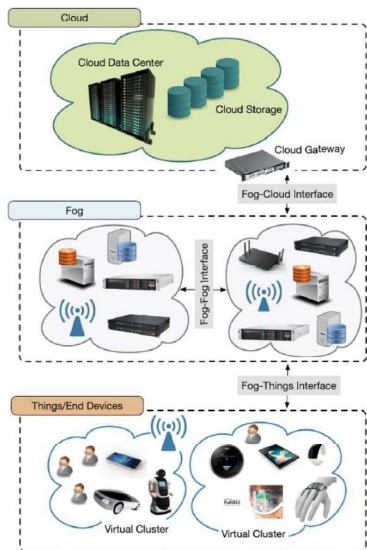 Cloud
Cloud Data Center
Cloud Storage
Cloud Gateway
Fog-Cloud Interface
Fog
Fog-Fog Interface
Fog-Things Interface
Things/End Devices
Virtual Cluster
Virtual Cluster